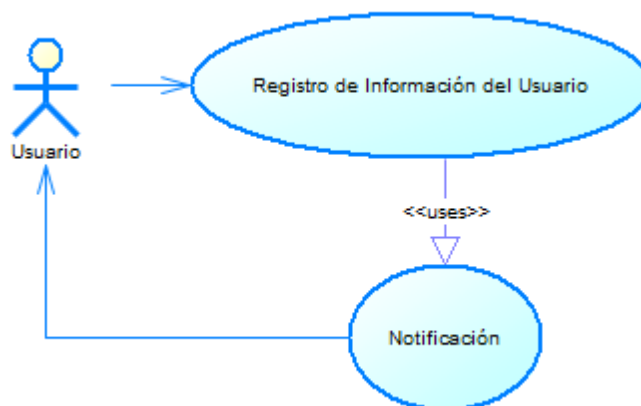 Registro de Información del Usuario
Usuario
<<uses>>
Notificación